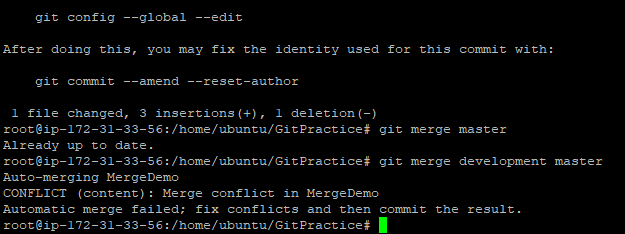 git config --global --edit
After doing this, you may fix the identity used for this commit with:
git commit --amend --reset-author
1 file changed, 3 insertions(+), 1 deletion(-)
root@ip-172-31-33-56:/home/ubuntu/GitPractice# git merge master
Already up to date.
root@ip-172-31-33-56:/home/ubuntu/GitPractice# git merge development master
Auto-merging MergeDemo
CONFLICT (content): Merge conflict in MergeDemo
Automatic merge failed; fix conflicts and then commit the result.
root@ip-172-31-33-56:/home/ubuntu/GitPractice#